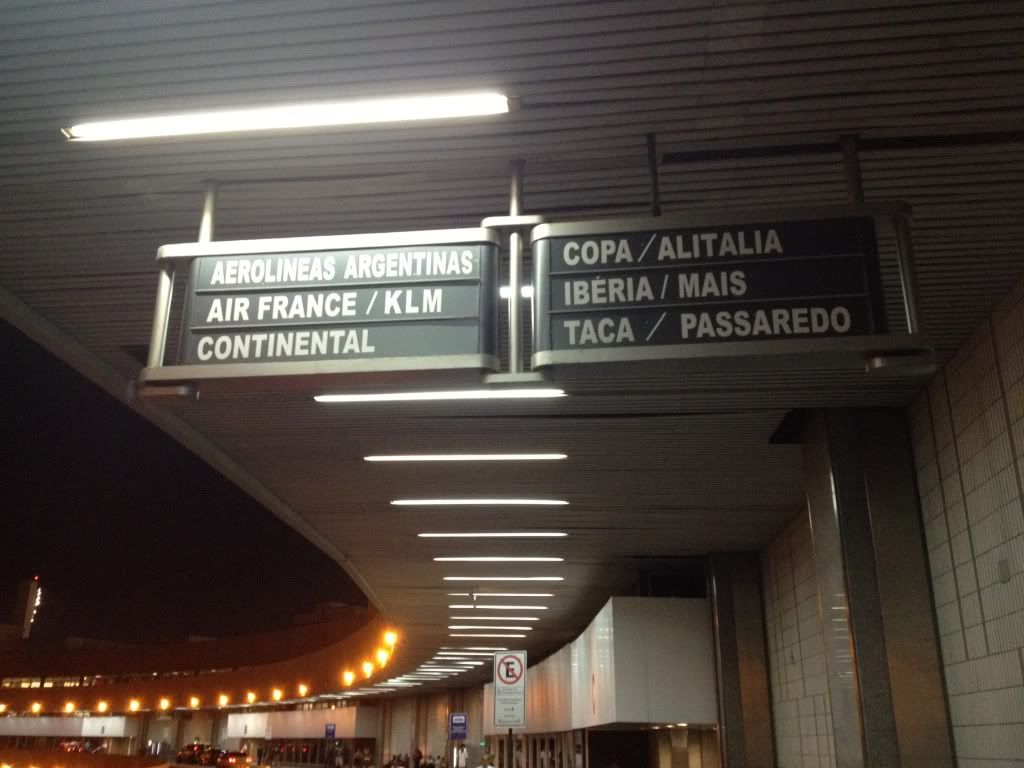 AEROLINEAS ARGENTINAS
AIR FRANCE / KLM
CONTINENTAL
COPA / ALITALIA
IBÉRIA / MAIS
TACA / PASSAREDO
E